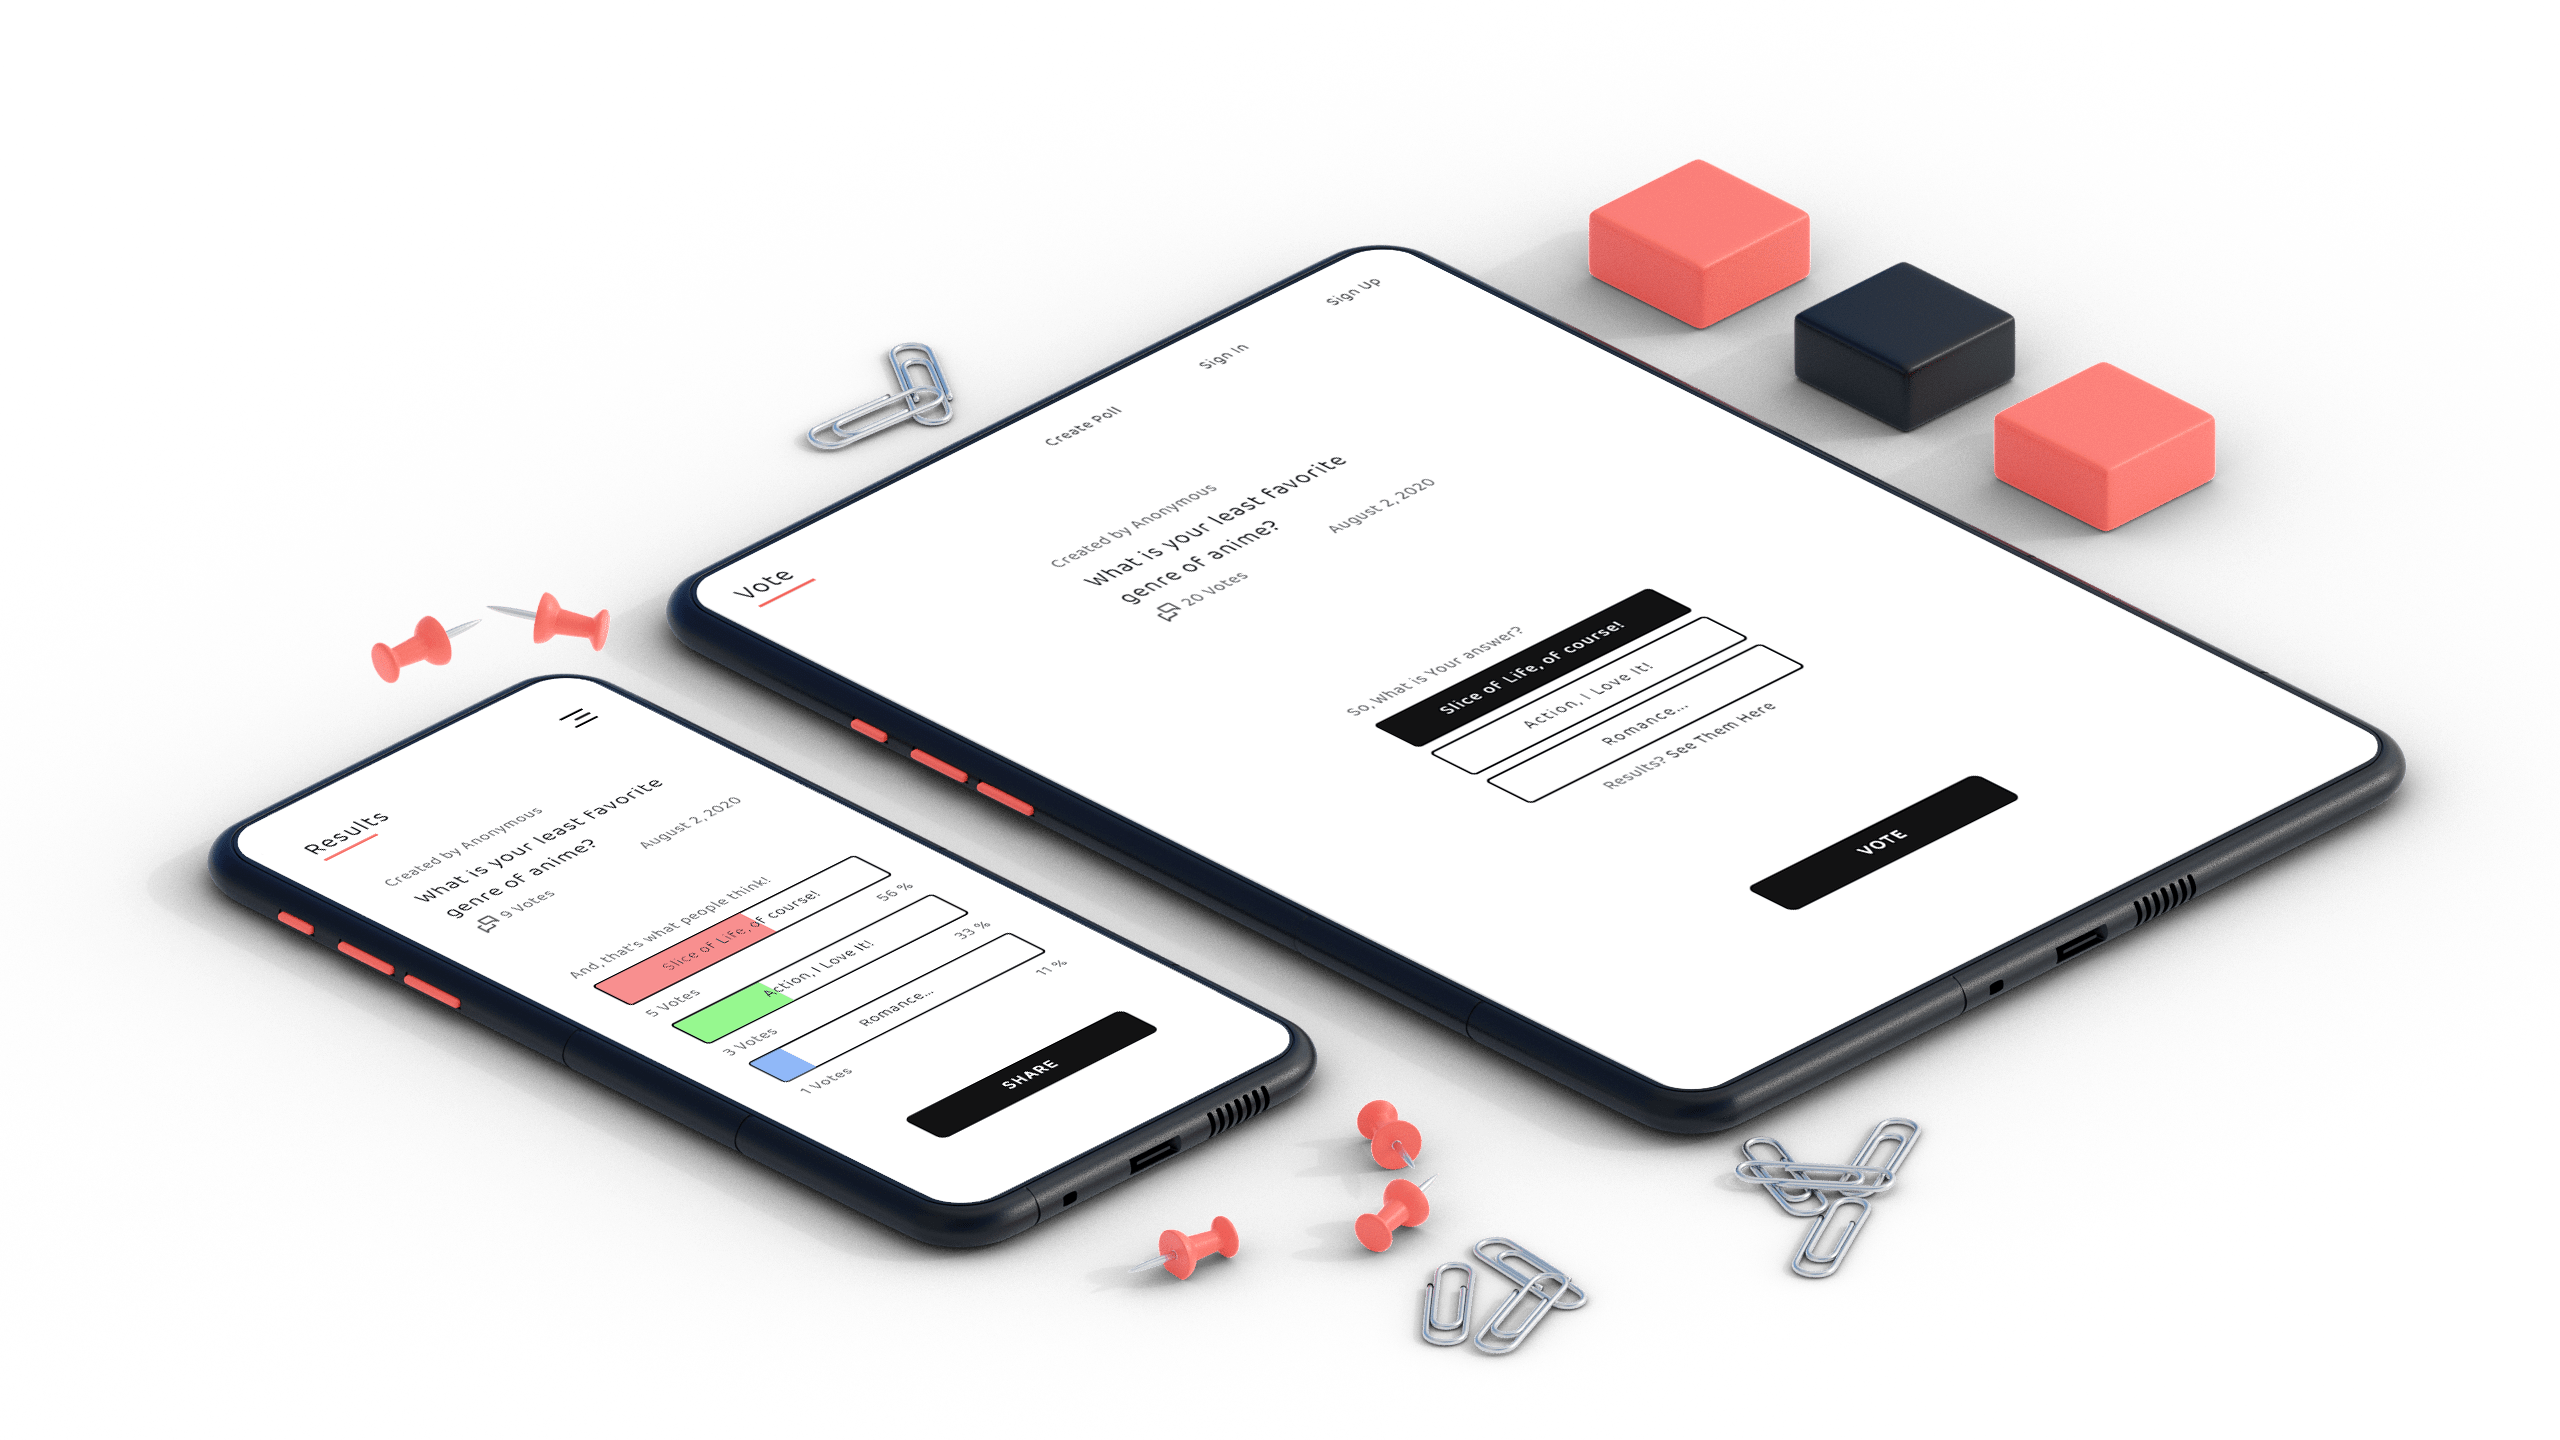 Results
Created by Anonymous
What is your least favorite
genre of anime?
August 2, 2020
9 Votes
And, that's what people think!
Slice of Life, of course!
5 Votes
56 %
Action, I Love It!
3 Votes
33 %
Romance...
1 Votes
11 %
SHARE
Vote
Create Poll
Sign In
Sign Up
Created by Anonymous
What is your least favorite
genre of anime?
August 2, 2020
20 Votes
So, What is Your answer?
Slice of Life, of course!
Action, I Love It!
Romance...
Results? See Them Here
VOTE